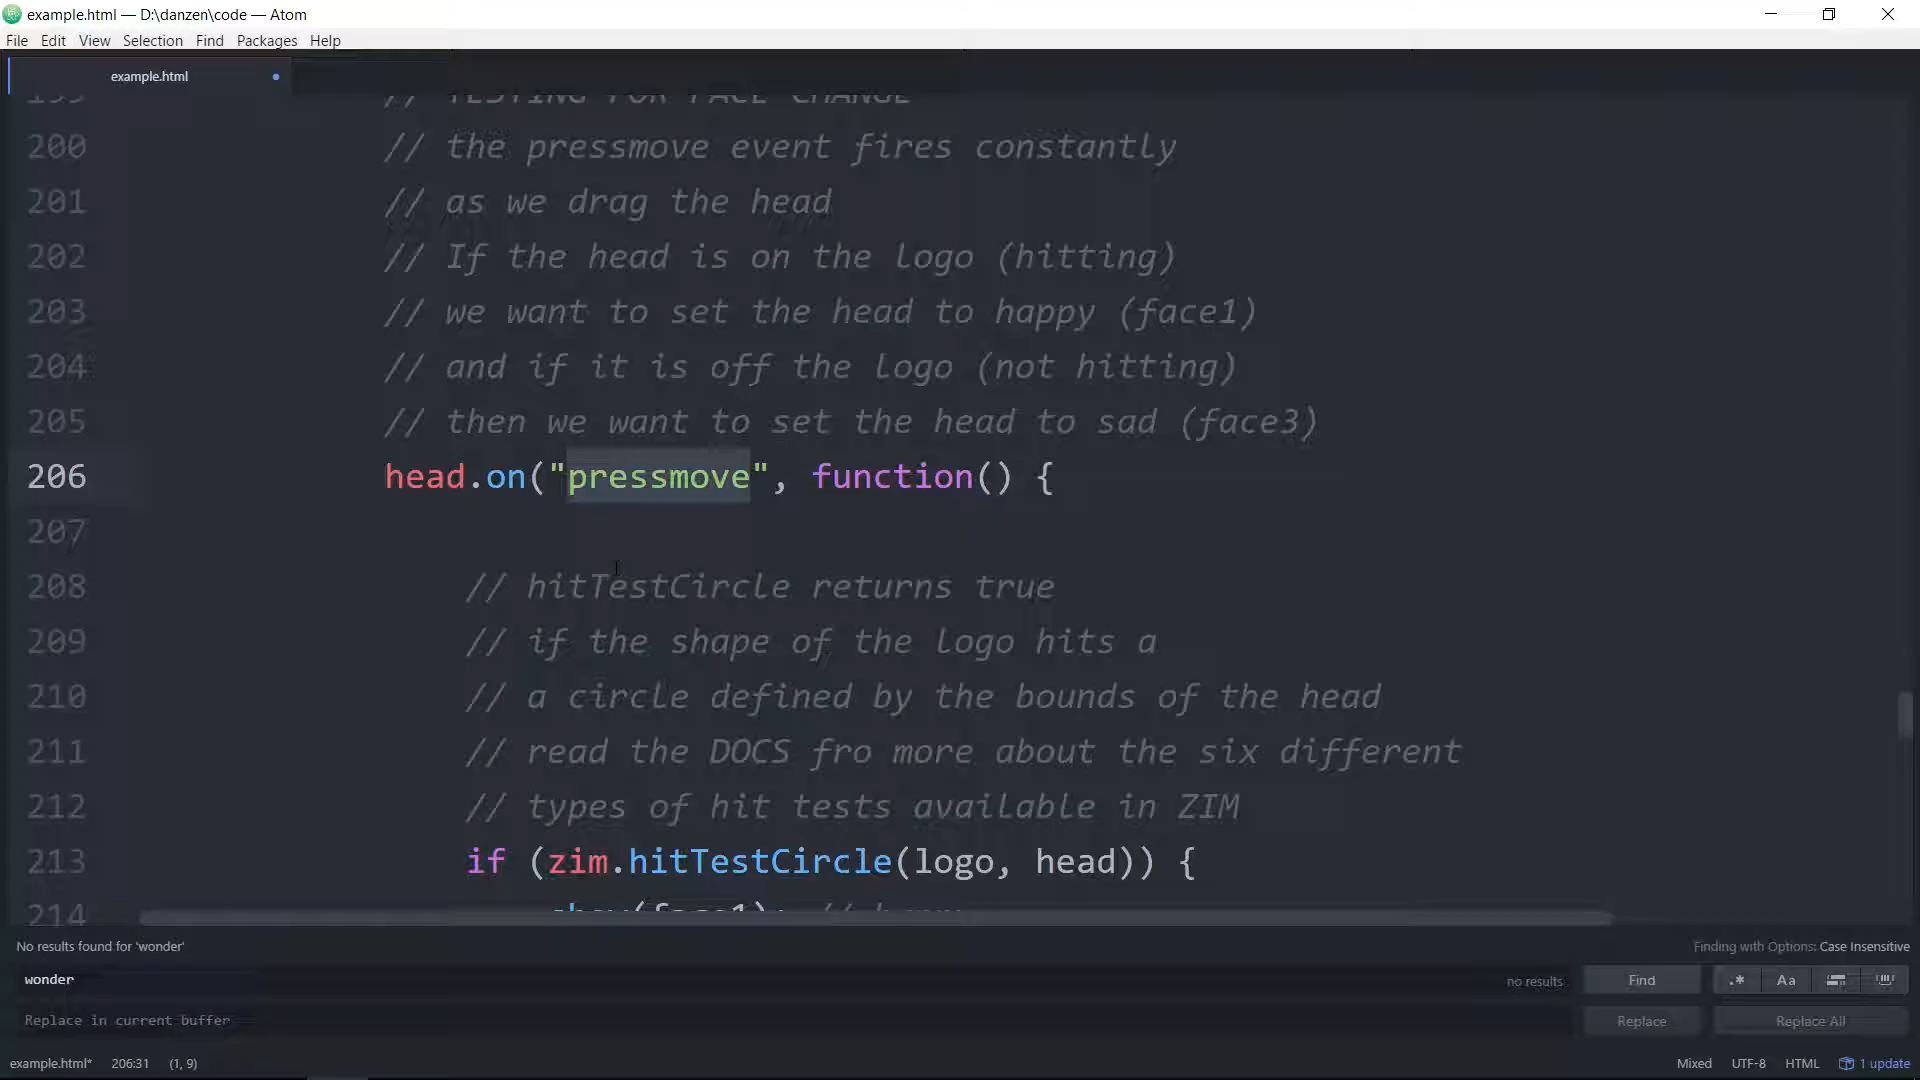 example.html — D:\danzen\code — Atom
File Edit View Selection Find Packages Help
example.html
199 // TESTING FOR FACE CHANGE
200 // the pressmove event fires constantly
201 // as we drag the head
202 // If the head is on the logo (hitting)
203 // we want to set the head to happy (face1)
204 // and if it is off the logo (not hitting)
205 // then we want to set the head to sad (face3)
206 head.on("pressmove", function() {
207
208 // hitTestCircle returns true
209 // if the shape of the logo hits a
210 // a circle defined by the bounds of the head
211 // read the DOCS fro more about the six different
212 // types of hit tests available in ZIM
213 if (zim.hitTestCircle(logo, head)) {
214 show(face1); // happy
No results found for 'wonder' Finding with Options: Case Insensitive
wonder no results Find .* Aa
Replace in current buffer Replace Replace All
example.html* 206:31 (1, 9) Mixed UTF-8 HTML 1 update